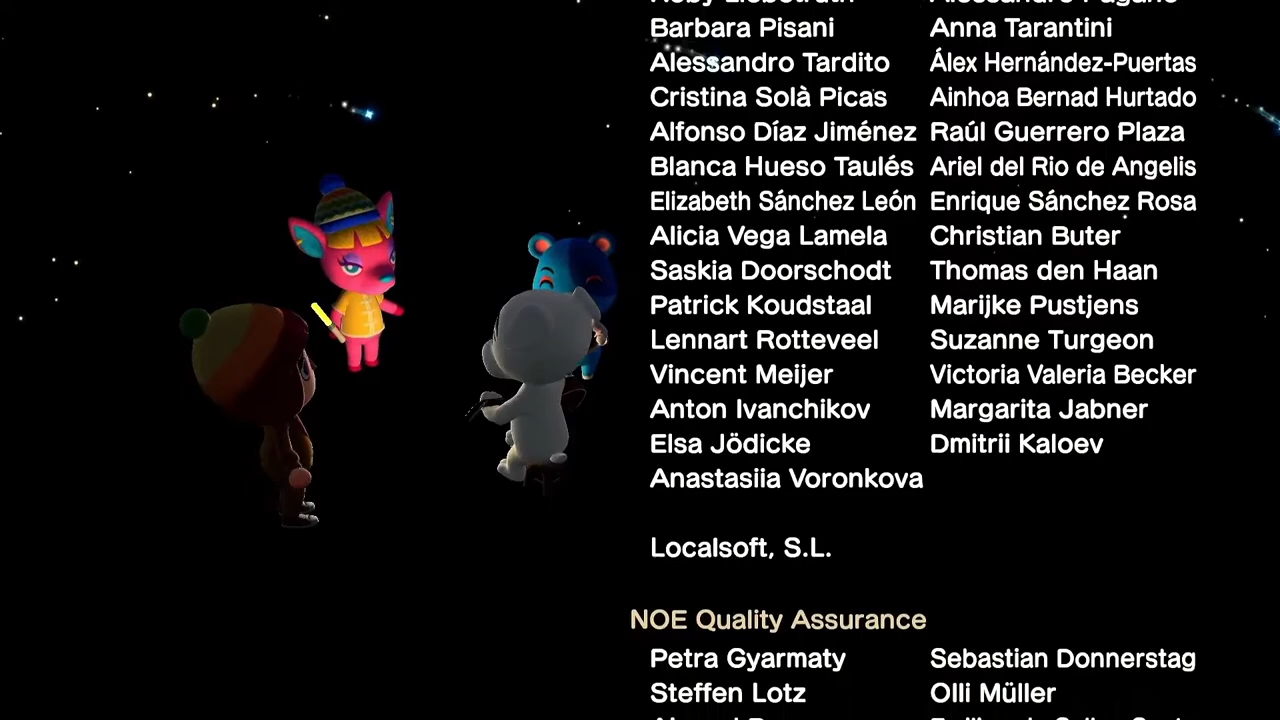 Barbara Pisani Anna Tarantini
Alessandro Tardito Álex Hernández-Puertas
Cristina Solà Picas Ainhoa Bernad Hurtado
Alfonso Díaz Jiménez Raúl Guerrero Plaza
Blanca Hueso Taulés Ariel del Rio de Angelis
Elizabeth Sánchez León Enrique Sánchez Rosa
Alicia Vega Lamela Christian Buter
Saskia Doorschodt Thomas den Haan
Patrick Koudstaal Marijke Pustjens
Lennart Rotteveel Suzanne Turgeon
Vincent Meijer Victoria Valeria Becker
Anton Ivanchikov Margarita Jabner
Elsa Jödicke Dmitrii Kaloev
Anastasiia Voronkova
Localsoft, S.L.
NOE Quality Assurance
Petra Gyarmaty Sebastian Donnerstag
Steffen Lotz Olli Müller